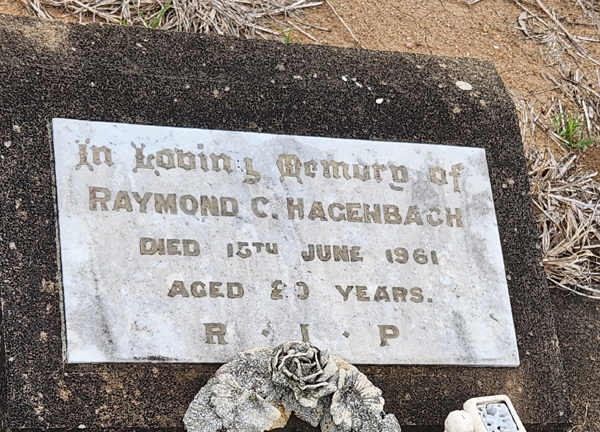 In Loving Memory of
RAYMOND C. HAGENBACH
DIED 15TH JUNE 1961
AGED YEARS.
R · I · P